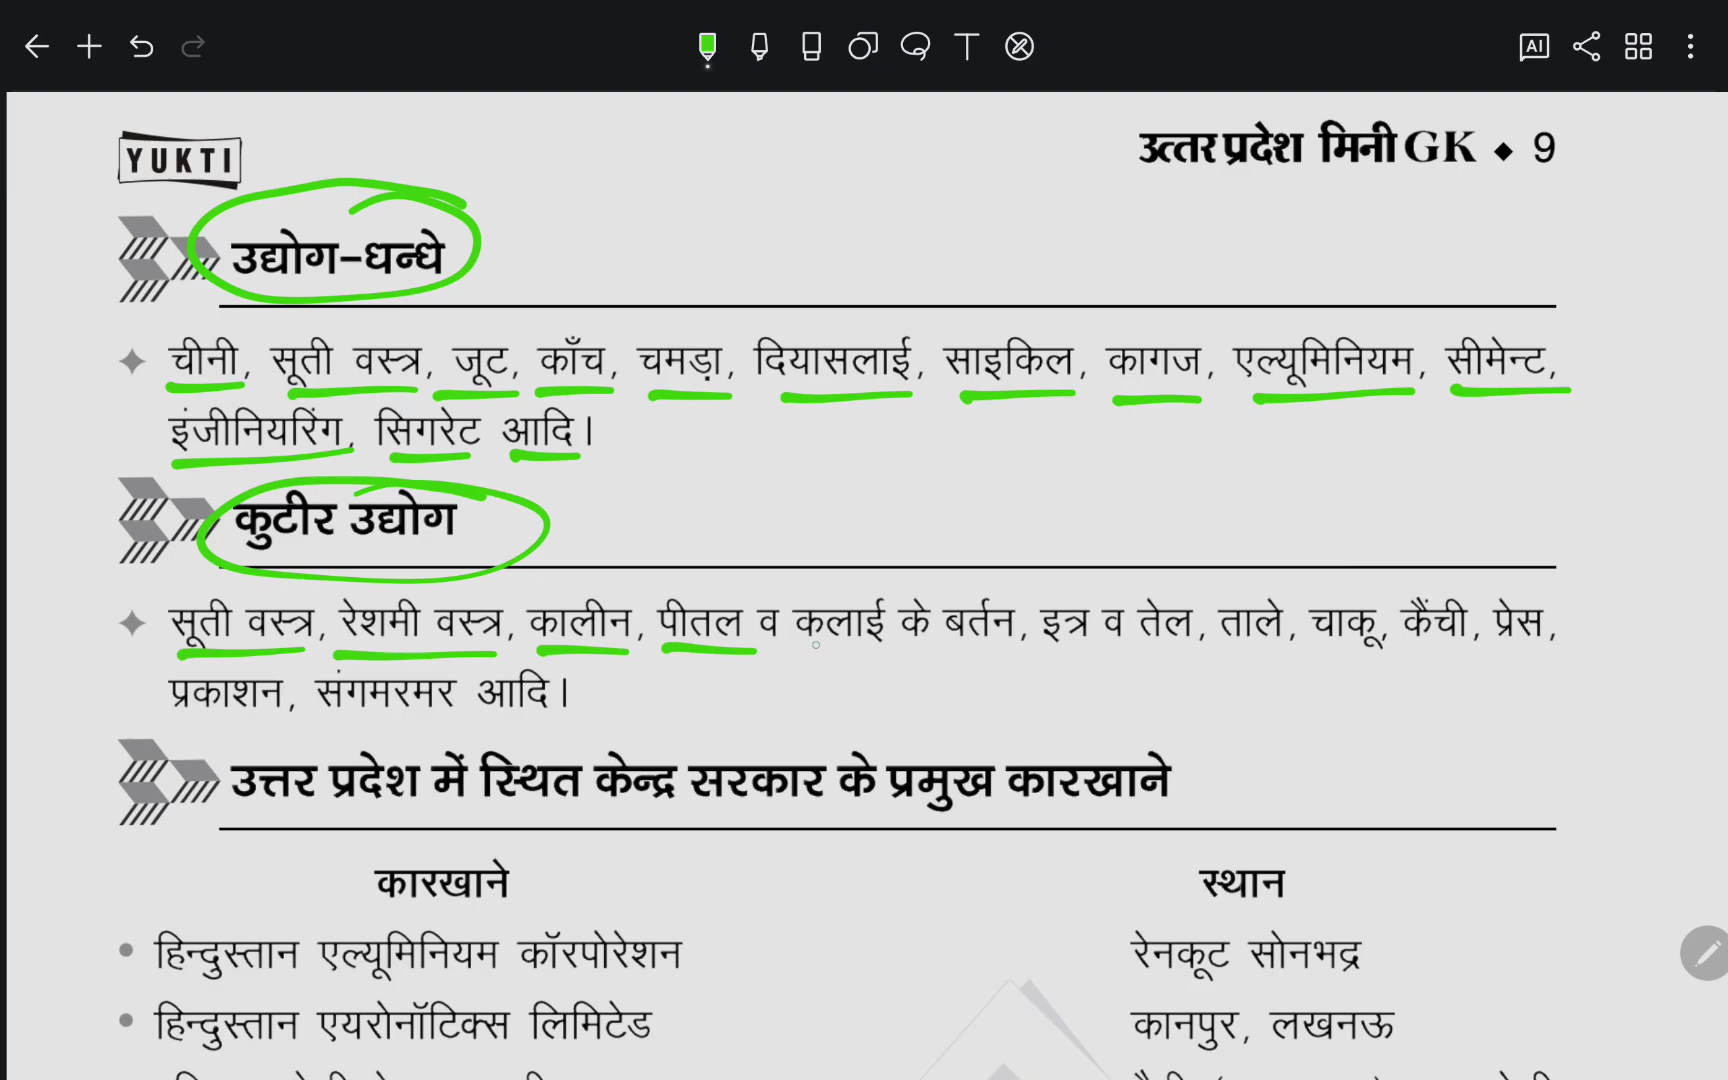 AI
YUKTI
उत्तर प्रदेश मिनी GK ◆ 9
उद्योग-धन्धे
चीनी, सूती वस्त्र, जूट, काँच, चमड़ा, दियासलाई, साइकिल, कागज, एल्यूमिनियम, सीमेन्ट,
इंजीनियरिंग, सिगरेट आदि।
कुटीर उद्योग
सूती वस्त्र, रेशमी वस्त्र, कालीन, पीतल व कलाई के बर्तन, इत्र व तेल, ताले, चाकू, कैंची, प्रेस,
प्रकाशन, संगमरमर आदि।
उत्तर प्रदेश में स्थित केन्द्र सरकार के प्रमुख कारखाने
कारखाने स्थान
• हिन्दुस्तान एल्यूमिनियम कॉरपोरेशन रेनकूट सोनभद्र
• हिन्दुस्तान एयरोनॉटिक्स लिमिटेड कानपुर, लखनऊ